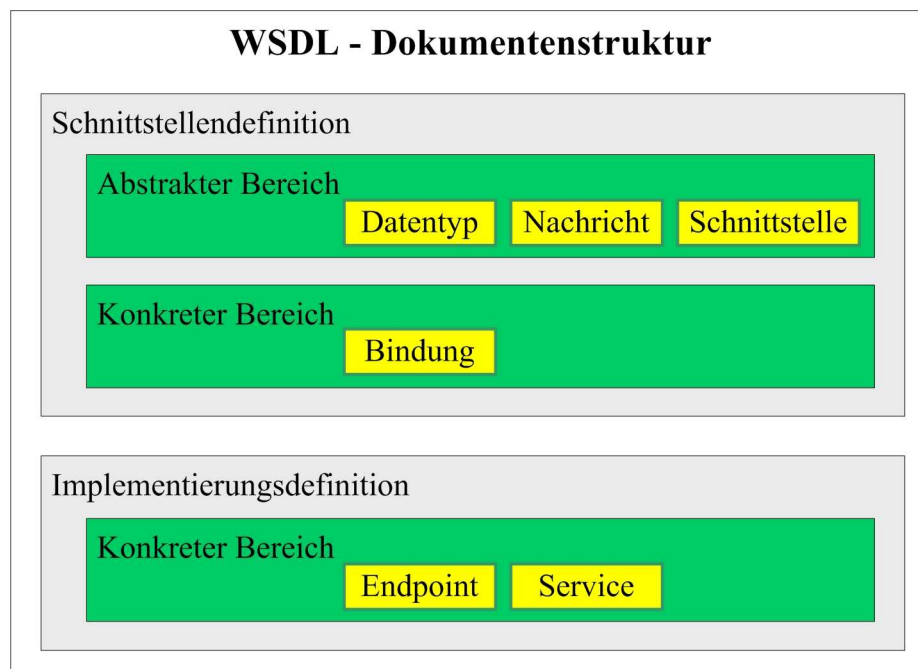 WSDL - Dokumentenstruktur
Schnittstellendefinition
Abstrakter Bereich
Datentyp Nachricht Schnittstelle
Konkreter Bereich
Bindung
Implementierungsdefinition
Konkreter Bereich
Endpoint Service